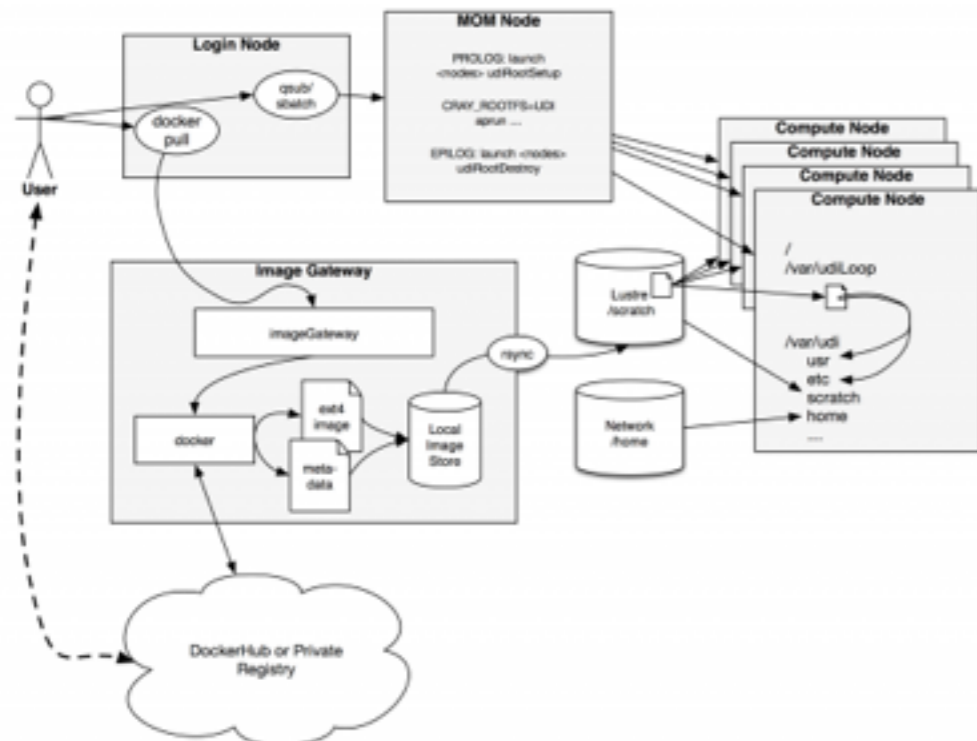 Login Node
qsub/
sbatch
docker
pull
User
MOM Node
PROLOG: launch
<nodes> udiRootSetup
CRAY_ROOTFS=UDI
aprun ...
EPILOG: launch <nodes>
udiRootDestroy
Compute Node
Compute Node
Compute Node
Compute Node
/
/var/udiLoop
/var/udi
usr
etc
scratch
home
....
Image Gateway
imageGateway
docker
ext4
image
meta-
data
Local
Image
Store
rsync
Lustre
/scratch
Network
/home
DockerHub or Private
Registry